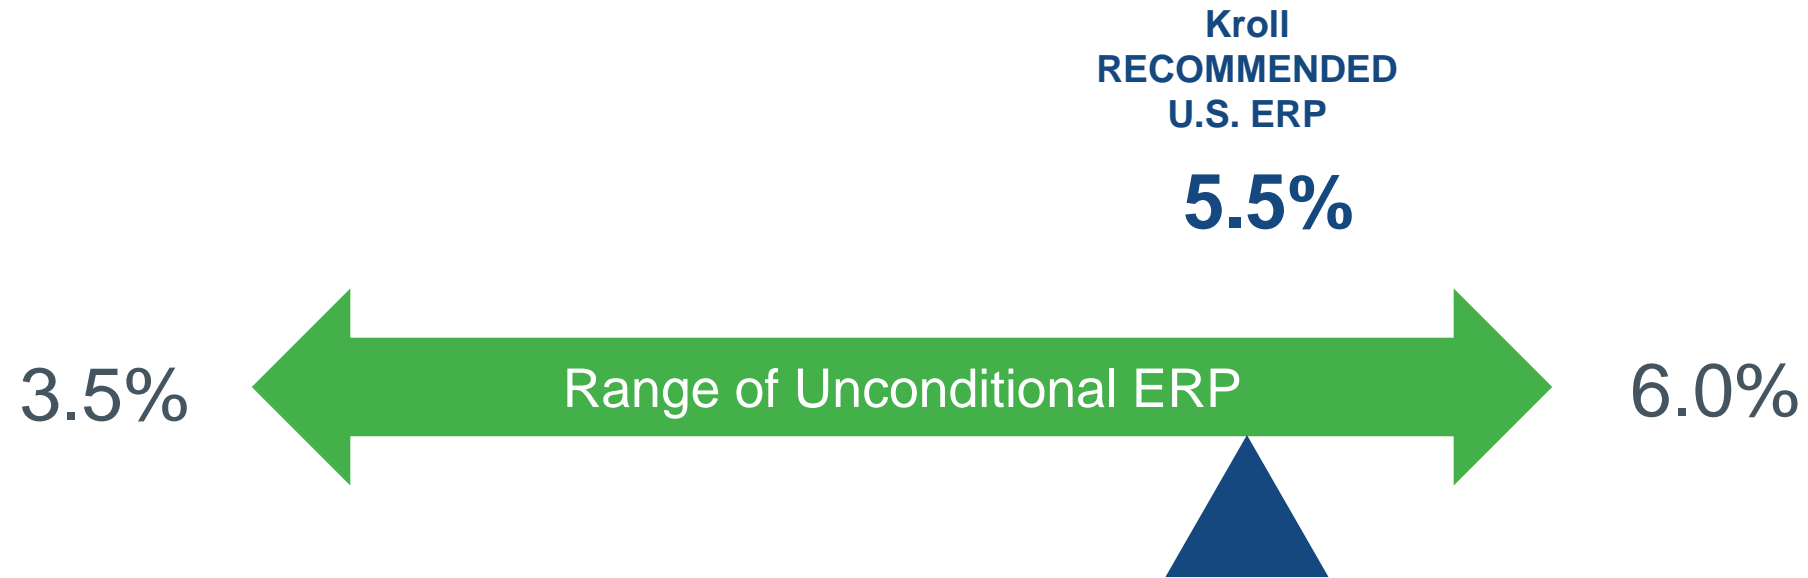 Kroll
RECOMMENDED
U.S. ERP
5.5%
3.5%
Range of Unconditional ERP
6.0%